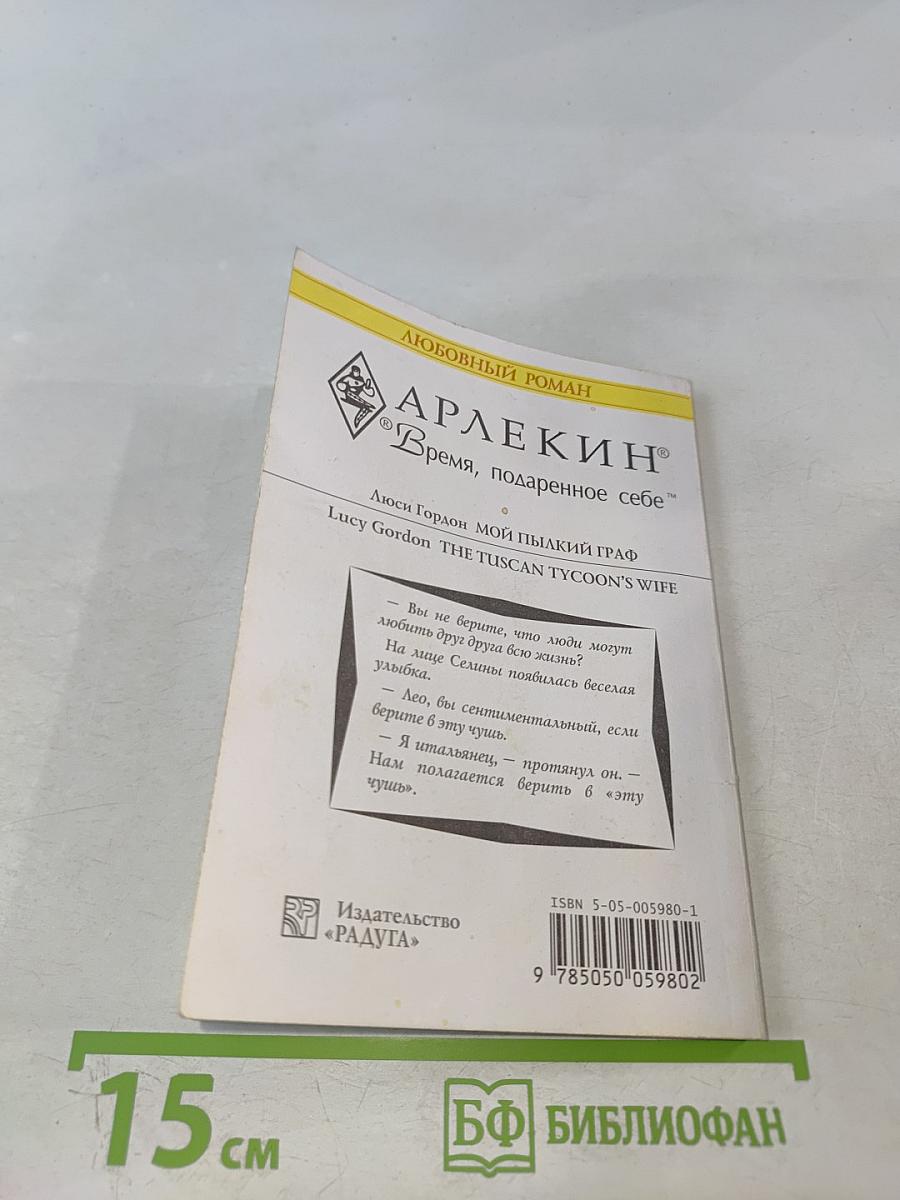 ЛЮБОВНЫЙ РОМАН
АРЛЕКИН®
®Время, подаренное себе™
Люси Гордон МОЙ ПЫЛКИЙ ГРАФ
Lucy Gordon THE TUSCAN TYCOON'S WIFE
— Вы не верите, что люди могут
любить друг друга всю жизнь?
На лице Селины появилась веселая
улыбка.
— Лео, вы сентиментальный, если
верите в эту чушь.
— Я итальянец, — протянул он. —
Нам полагается верить в «эту
чушь».
Издательство
«РАДУГА»
ISBN 5-05-005980-1
9 785050 059802
15 см
БФ БИБЛИОФАН